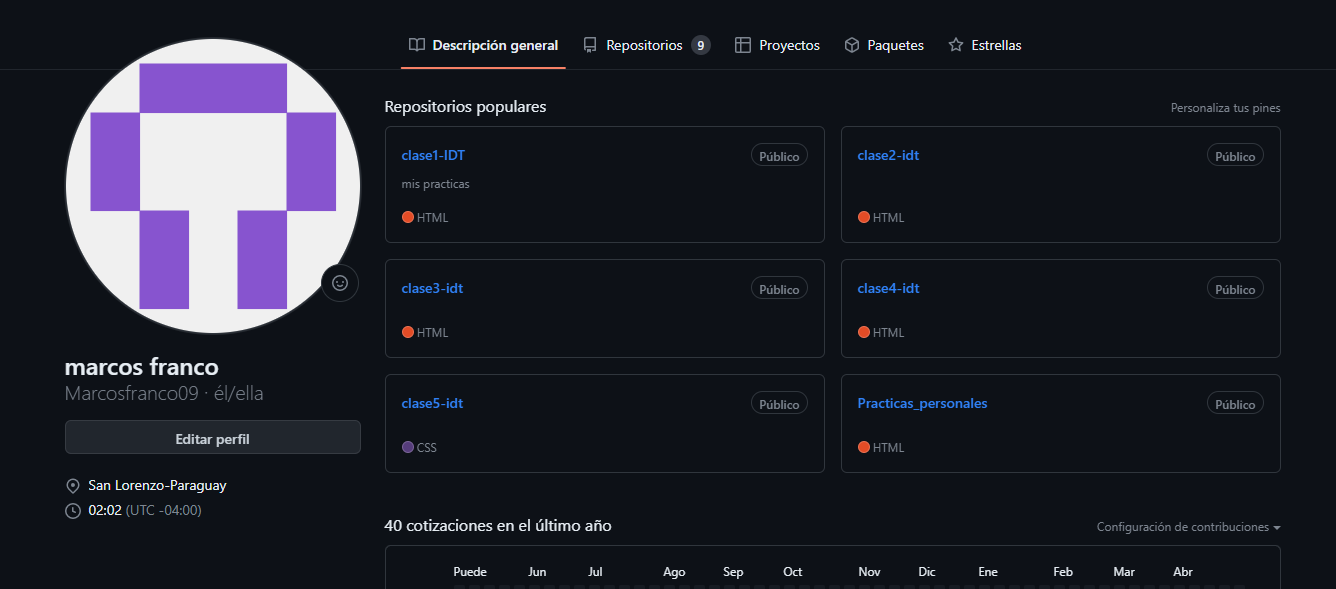 Descripción general
Repositorios 9
Proyectos
Paquetes
Estrellas
marcos franco
Marcosfranco09 · él/ella
Editar perfil
San Lorenzo-Paraguay
02:02 (UTC -04:00)
Repositorios populares
Personaliza tus pines
clase1-IDT
Público
mis practicas
HTML
clase2-idt
Público
HTML
clase3-idt
Público
HTML
clase4-idt
Público
HTML
clase5-idt
Público
CSS
Practicas_personales
Público
HTML
40 cotizaciones en el último año
Configuración de contribuciones
Puede Jun Jul Ago Sep Oct Nov Dic Ene Feb Mar Abr